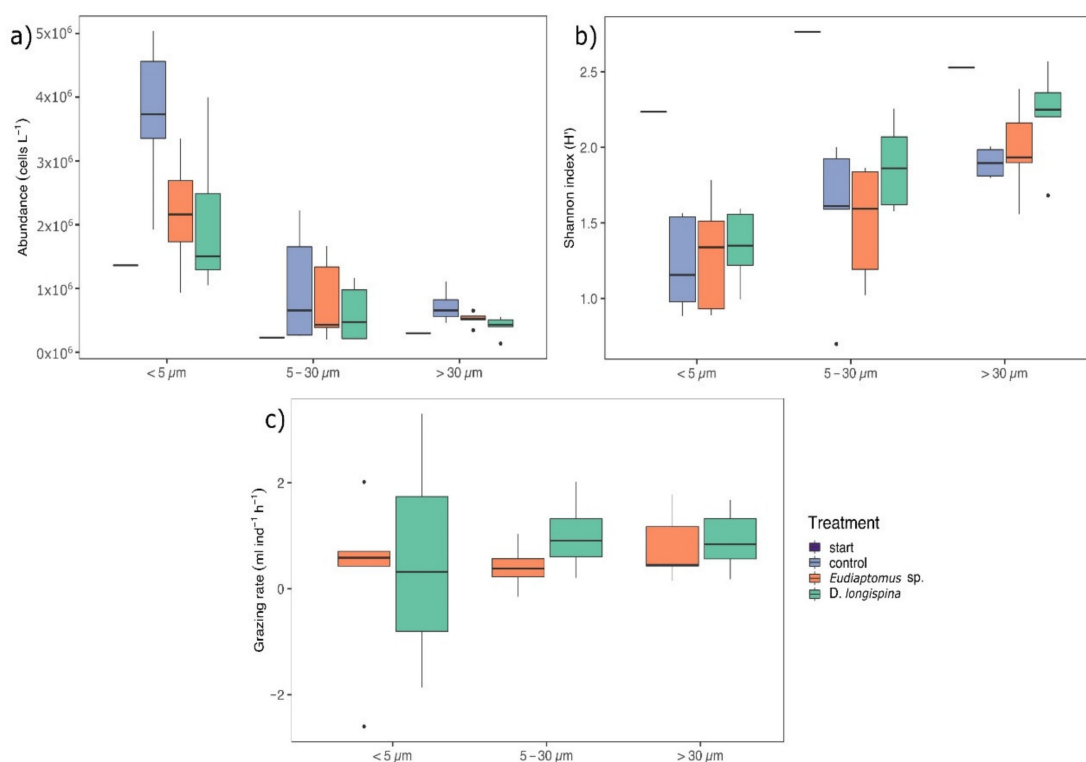 a)
Abundance (cells L⁻¹)
5x10⁶
4x10⁶
3x10⁶
2x10⁶
1x10⁶
0x10⁶
< 5 µm
5 – 30 µm
> 30 µm
b)
Shannon index (H')
2.5
2.0
1.5
1.0
< 5 µm
5 – 30 µm
> 30 µm
c)
Grazing rate (ml ind⁻¹ h⁻¹)
2
0
−2
< 5 µm
5 – 30 µm
> 30 µm
Treatment
start
control
Eudiaptomus sp.
D. longispina